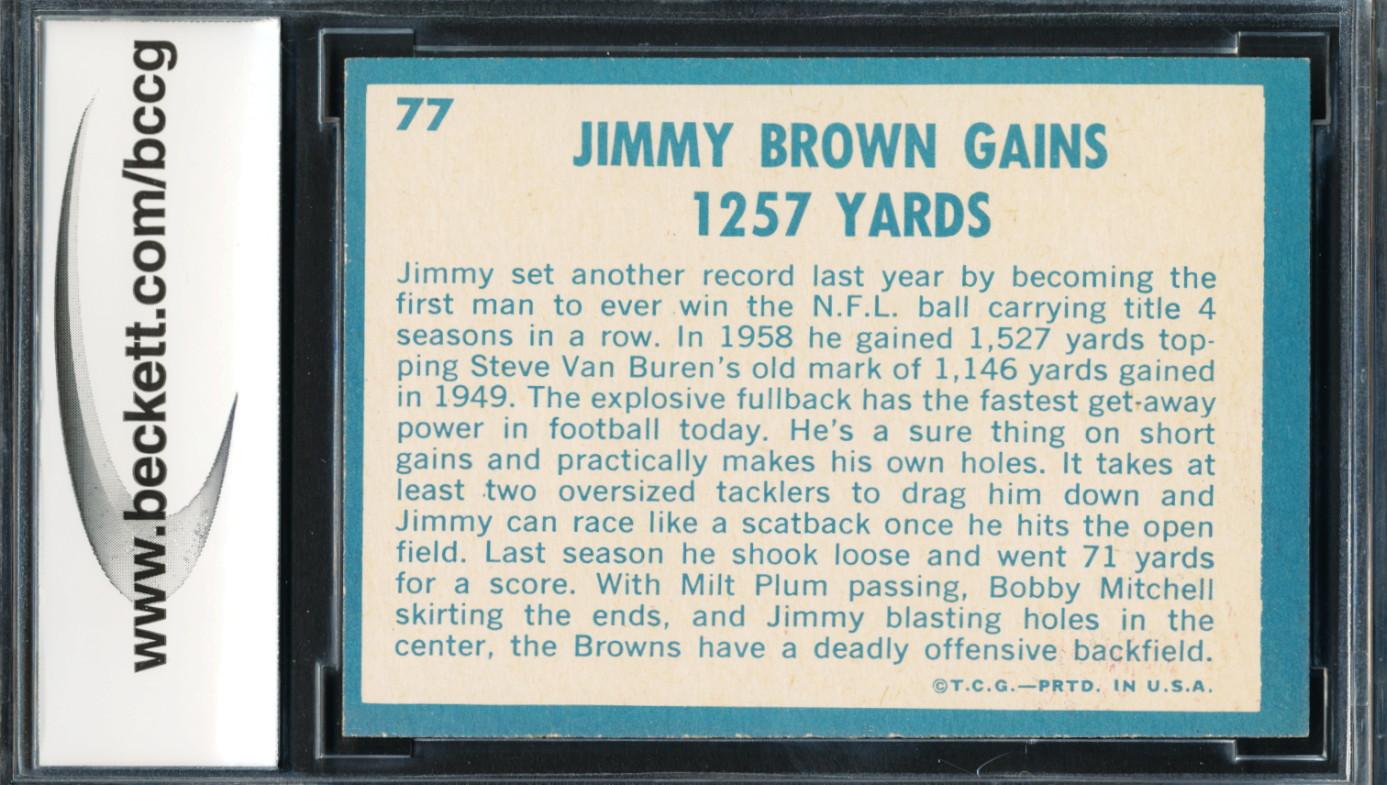 www.beckett.com/bccg
77
JIMMY BROWN GAINS
1257 YARDS
Jimmy set another record last year by becoming the
first man to ever win the N.F.L. ball carrying title 4
seasons in a row. In 1958 he gained 1,527 yards top-
ping Steve Van Buren's old mark of 1,146 yards gained
in 1949. The explosive fullback has the fastest get-away
power in football today. He's a sure thing on short
gains and practically makes his own holes. It takes at
least two oversized tacklers to drag him down and
Jimmy can race like a scatback once he hits the open
field. Last season he shook loose and went 71 yards
for a score. With Milt Plum passing, Bobby Mitchell
skirting the ends, and Jimmy blasting holes in the
center, the Browns have a deadly offensive backfield.
©T.C.G.—PRTD. IN U.S.A.